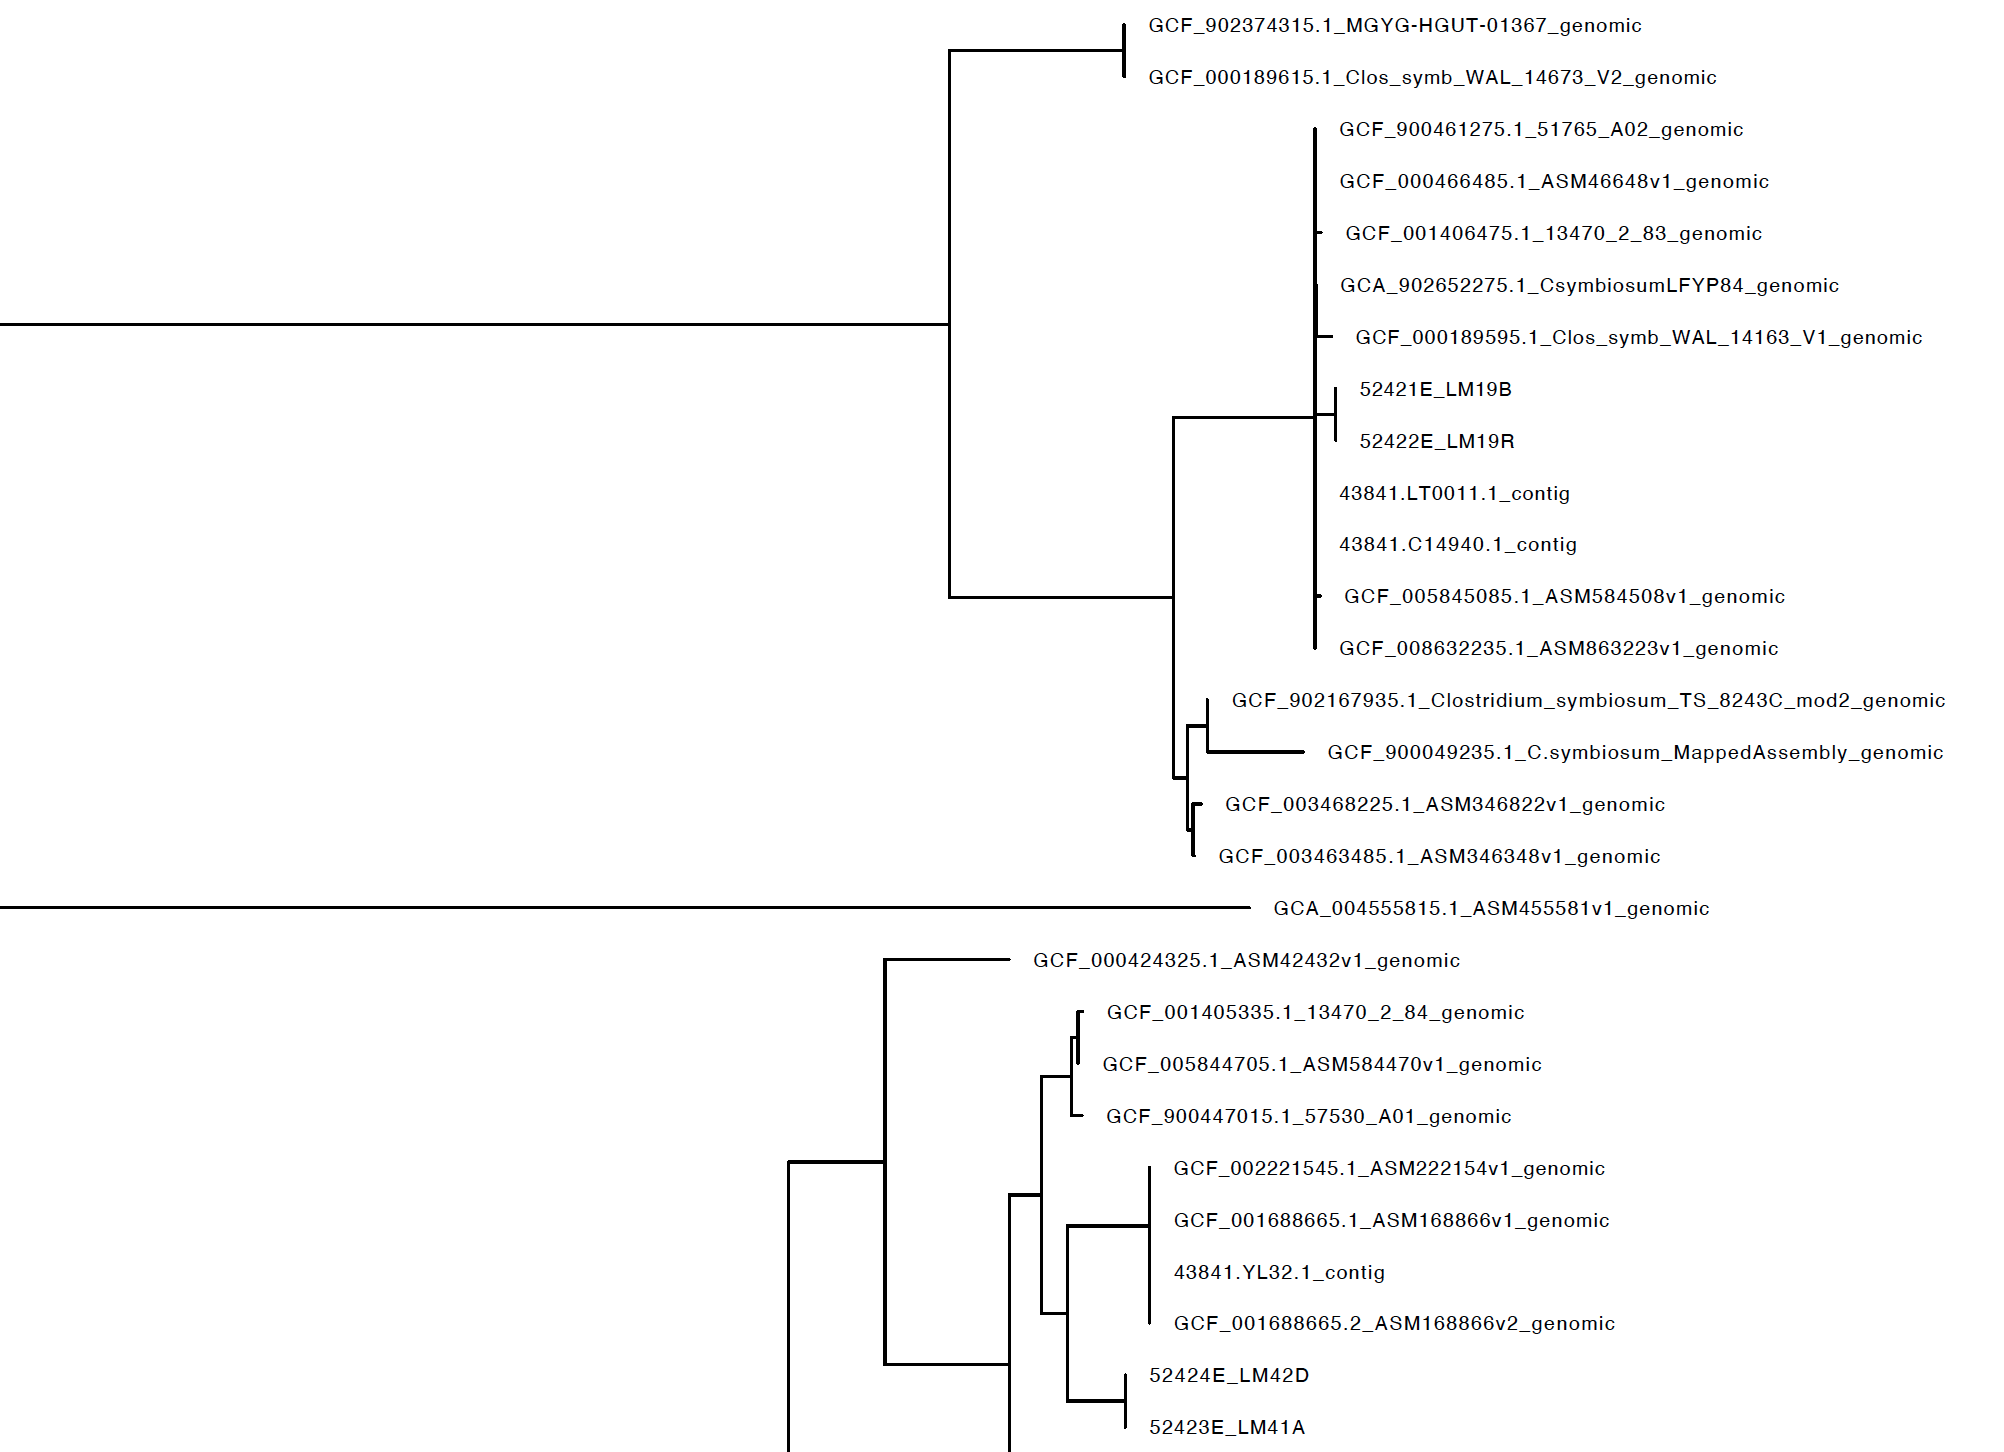 GCF_902374315.1_MGYG-HGUT-01367_genomic
GCF_000189615.1_Clos_symb_WAL_14673_V2_genomic
GCF_900461275.1_51765_A02_genomic
GCF_000466485.1_ASM46648v1_genomic
GCF_001406475.1_13470_2_83_genomic
GCA_902652275.1_CsymbiosumLFYP84_genomic
GCF_000189595.1_Clos_symb_WAL_14163_V1_genomic
52421E_LM19B
52422E_LM19R
43841.LT0011.1_contig
43841.C14940.1_contig
GCF_005845085.1_ASM584508v1_genomic
GCF_008632235.1_ASM863223v1_genomic
GCF_902167935.1_Clostridium_symbiosum_TS_8243C_mod2_genomic
GCF_900049235.1_C.symbiosum_MappedAssembly_genomic
GCF_003468225.1_ASM346822v1_genomic
GCF_003463485.1_ASM346348v1_genomic
GCA_004555815.1_ASM455581v1_genomic
GCF_000424325.1_ASM42432v1_genomic
GCF_001405335.1_13470_2_84_genomic
GCF_005844705.1_ASM584470v1_genomic
GCF_900447015.1_57530_A01_genomic
GCF_002221545.1_ASM222154v1_genomic
GCF_001688665.1_ASM168866v1_genomic
43841.YL32.1_contig
GCF_001688665.2_ASM168866v2_genomic
52424E_LM42D
52423E_LM41A